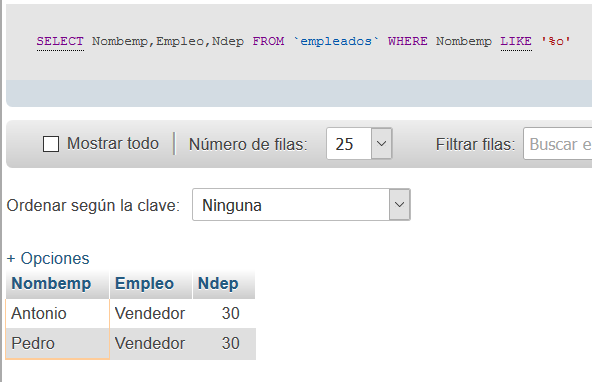 SELECT Nombemp,Empleo,Ndep FROM `empleados` WHERE Nombemp LIKE '%o'
Mostrar todo Número de filas: 25 Filtrar filas: Buscar e
Ordenar según la clave: Ninguna
+ Opciones
Nombemp Empleo Ndep
Antonio Vendedor 30
Pedro Vendedor 30